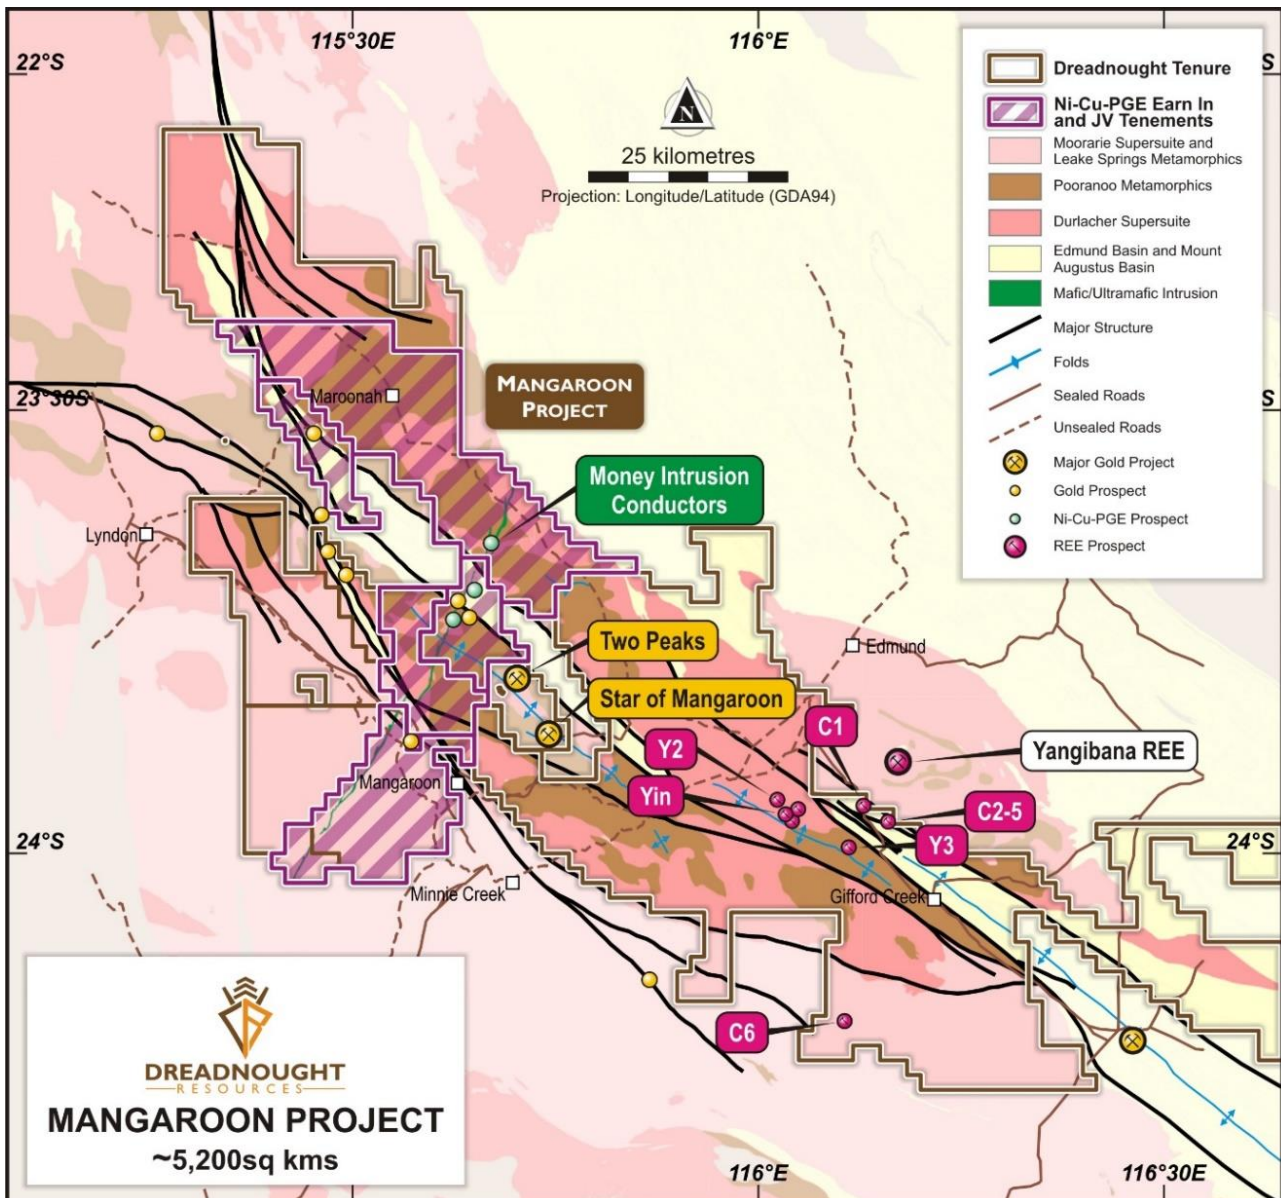 115°30E
116°E
22°S
S
N
25 kilometres
Projection: Longitude/Latitude (GDA94)
Dreadnought Tenure
Ni-Cu-PGE Earn In
and JV Tenements
Moorarie Supersuite and
Leake Springs Metamorphics
Pooranoo Metamorphics
Durlacher Supersuite
Edmund Basin and Mount
Augustus Basin
Mafic/Ultramafic Intrusion
Major Structure
Folds
Sealed Roads
Unsealed Roads
Major Gold Project
Gold Prospect
Ni-Cu-PGE Prospect
REE Prospect
23°30S
S
Maroonah
MANGAROON
PROJECT
Money Intrusion
Conductors
Lyndon
Two Peaks
Edmund
Star of Mangaroon
C1
Y2
Yangibana REE
Mangaroon
Yin
C2-5
Y3
24°S
24°S
Minnie Creek
Gifford Creek
C6
DREADNOUGHT
RESOURCES
MANGAROON PROJECT
~5,200sq kms
116°E
116°30E